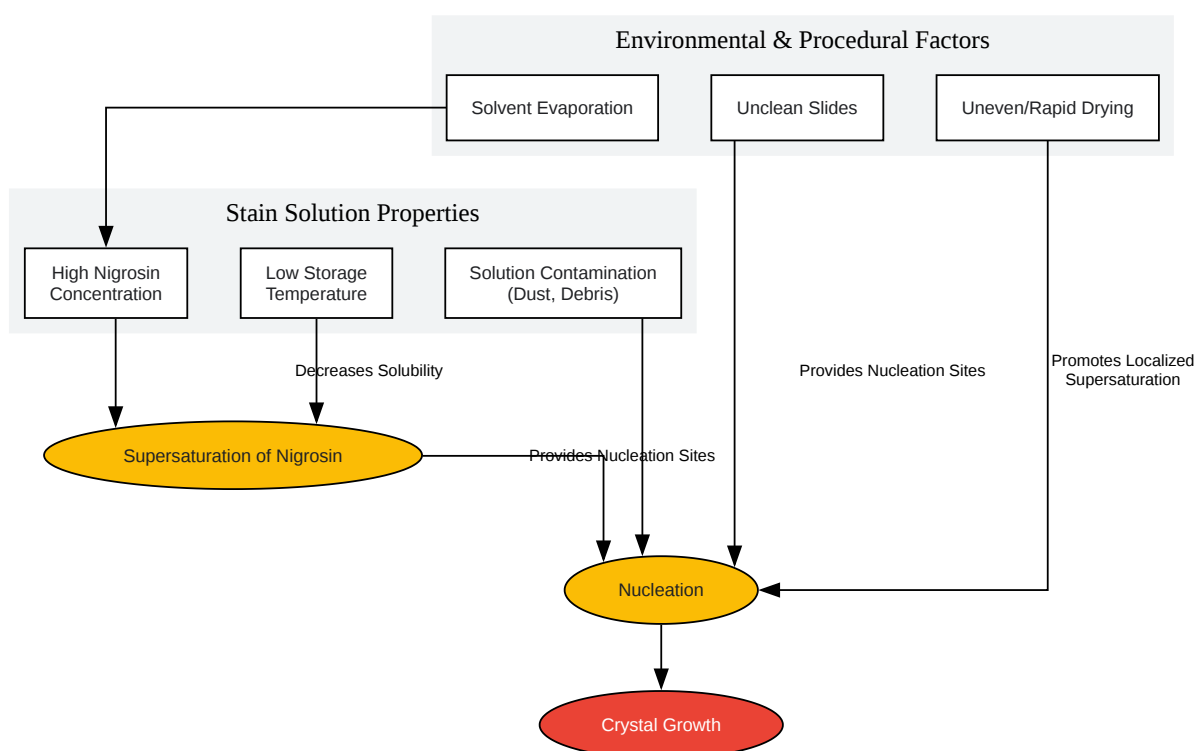 Environmental & Procedural Factors
Solvent Evaporation
Unclean Slides
Uneven/Rapid Drying
Stain Solution Properties
High Nigrosin
Concentration
Low Storage
Temperature
Solution Contamination
(Dust, Debris)
Decreases Solubility
Provides Nucleation Sites
Promotes Localized
Supersaturation
Supersaturation of Nigrosin
Provides Nucleation Sites
Nucleation
Crystal Growth